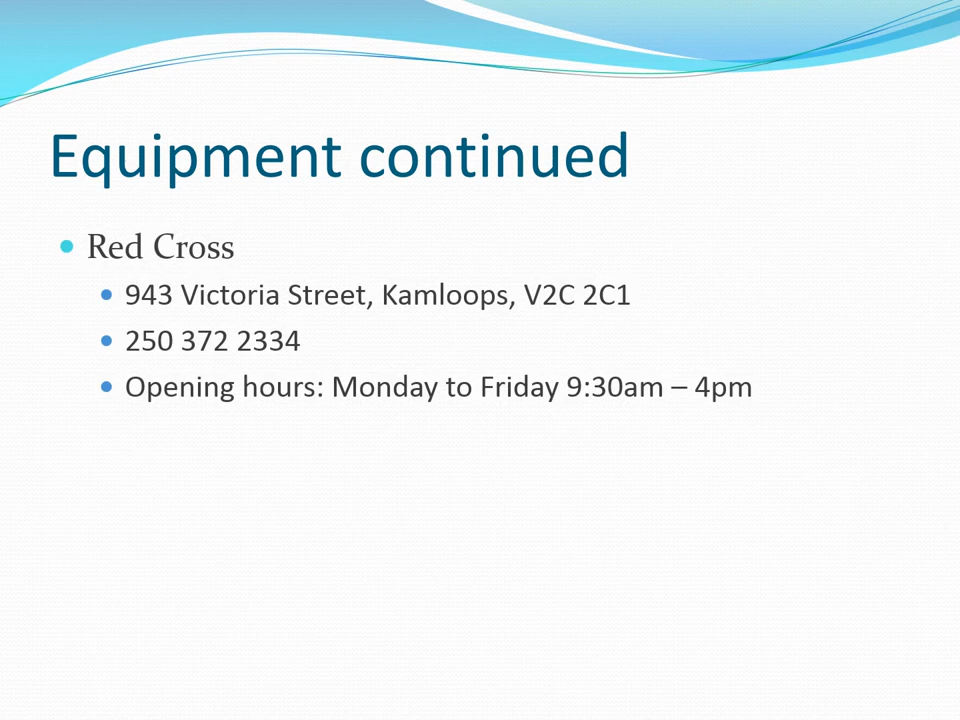 Equipment continued
Red Cross
943 Victoria Street, Kamloops, V2C 2C1
250 372 2334
Opening hours: Monday to Friday 9:30am – 4pm